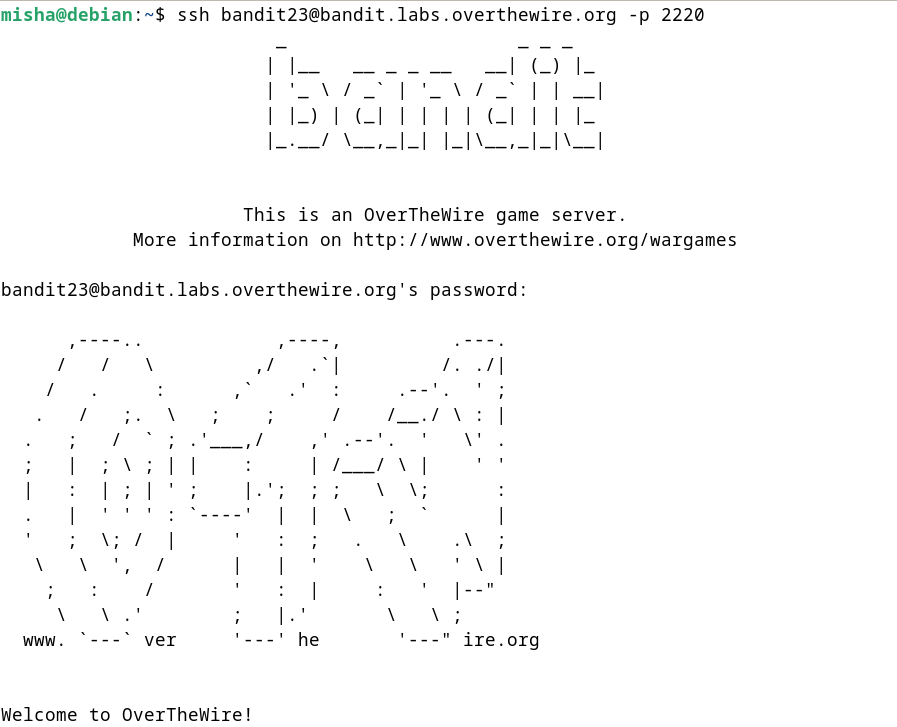 misha@debian:~$ ssh bandit23@bandit.labs.overthewire.org -p 2220
                         _                     _ _ _
                        | |__   __ _ _ __   __| (_) |_
                        | '_ \ / _` | '_ \ / _` | | __|
                        | |_) | (_| | | | | (_| | | |_
                        |_.__/ \__,_|_| |_|\__,_|_|\__|
                      This is an OverTheWire game server.
            More information on http://www.overthewire.org/wargames
bandit23@bandit.labs.overthewire.org's password:
      ,----..            ,----,          .---.
     /   /   \         ,/   .`|         /. ./|
    /   .     :      ,`   .'  :     .--'.  ' ;
   .   /   ;.  \   ;    ;     /    /__./ \ : |
  .   ;   /  ` ; .'___,/    ,' .--'.  '   \' .
  ;   |  ; \ ; | |    :     | /___/ \ |    ' '
  |   :  | ; | ' ;    |.';  ; ;   \  \;      :
  .   |  ' ' ' : `----'  |  |  \   ;  `      |
  '   ;  \; /  |     '   :  ;   .   \    .\  ;
   \   \  ',  /      |   |  '    \   \   ' \ |
    ;   :    /       '   :  |     :   '  |--"
     \   \ .'        ;   |.'       \   \ ;
  www. `---` ver     '---' he       '---" ire.org
Welcome to OverTheWire!